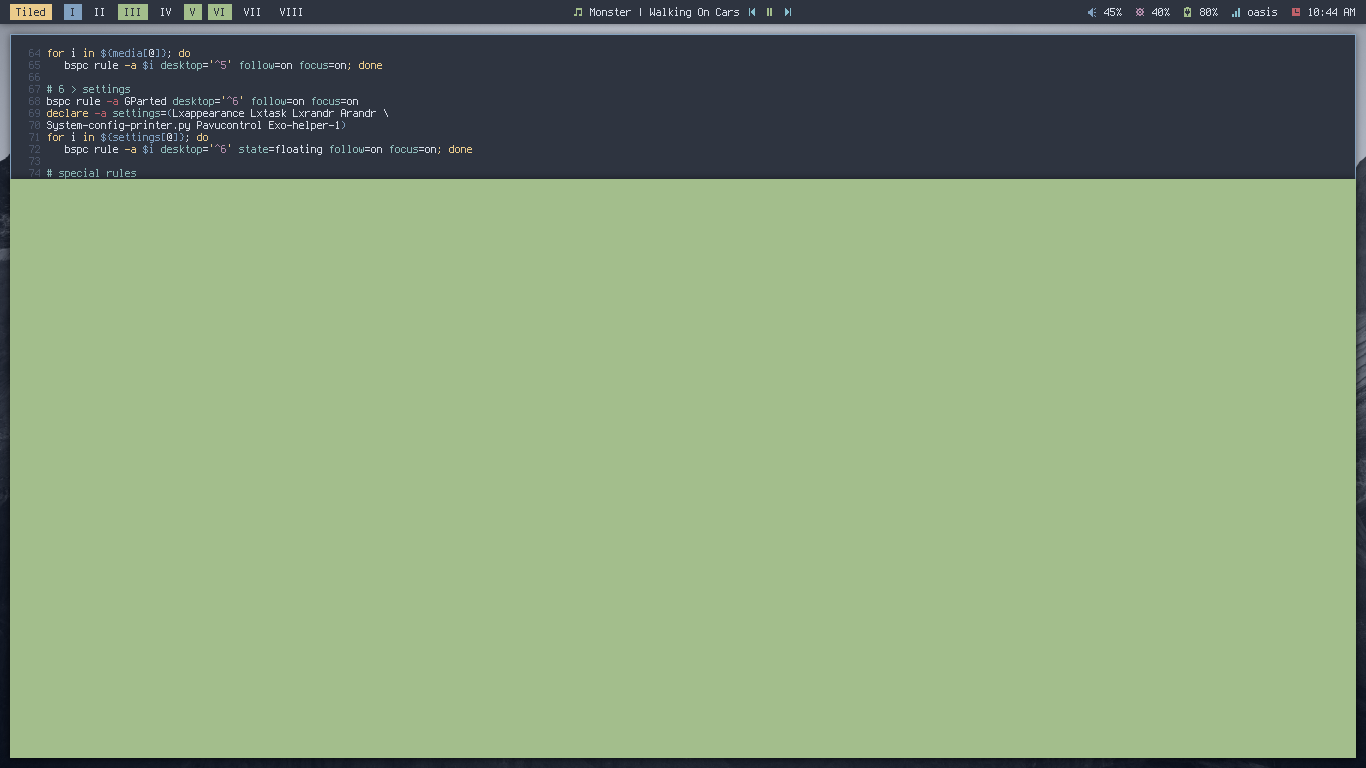 Tiled I II III IV V VI VII VIII Monster | Walking On Cars 45% 40% 80% oasis 10:44 AM
64 for i in ${media[@]}; do
65 bspc rule -a $i desktop='^5' follow=on focus=on; done
66
67 # 6 > settings
68 bspc rule -a GParted desktop='^6' follow=on focus=on
69 declare -a settings=(Lxappearance Lxtask Lxrandr Arandr \
70 System-config-printer.py Pavucontrol Exo-helper-1)
71 for i in ${settings[@]}; do
72 bspc rule -a $i desktop='^6' state=floating follow=on focus=on; done
73
74 # special rules